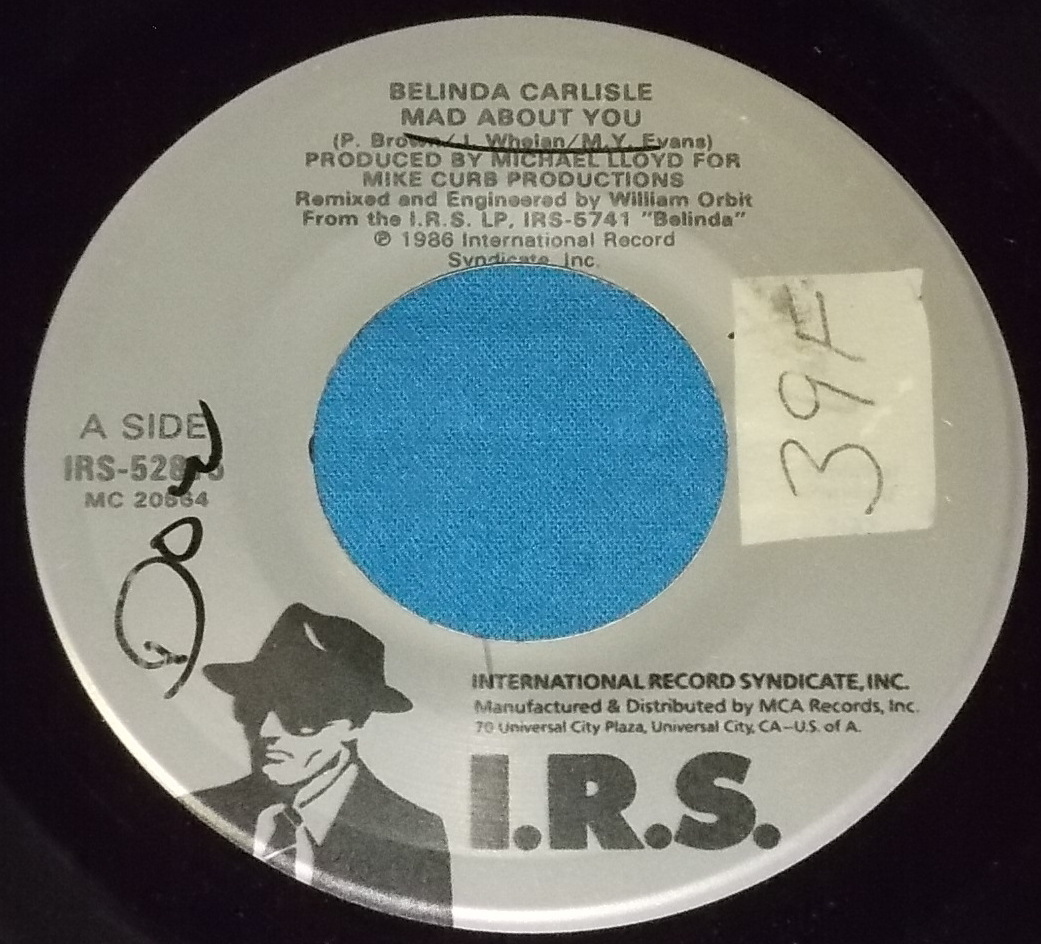 BELINDA CARLISLE
MAD ABOUT YOU
(P. Brown/J. Whelan/M.Y. Evans)
PRODUCED BY MICHAEL LLOYD FOR
MIKE CURB PRODUCTIONS
Remixed and Engineered by William Orbit
From the I.R.S. LP, IRS-5741 "Belinda"
℗ 1986 International Record
Syndicate, Inc.
39F
A SIDE
MC 20864
INTERNATIONAL RECORD SYNDICATE, INC.
Manufactured & Distributed by MCA Records, Inc.
70 Universal City Plaza, Universal City, CA–U.S. of A.
I.R.S.